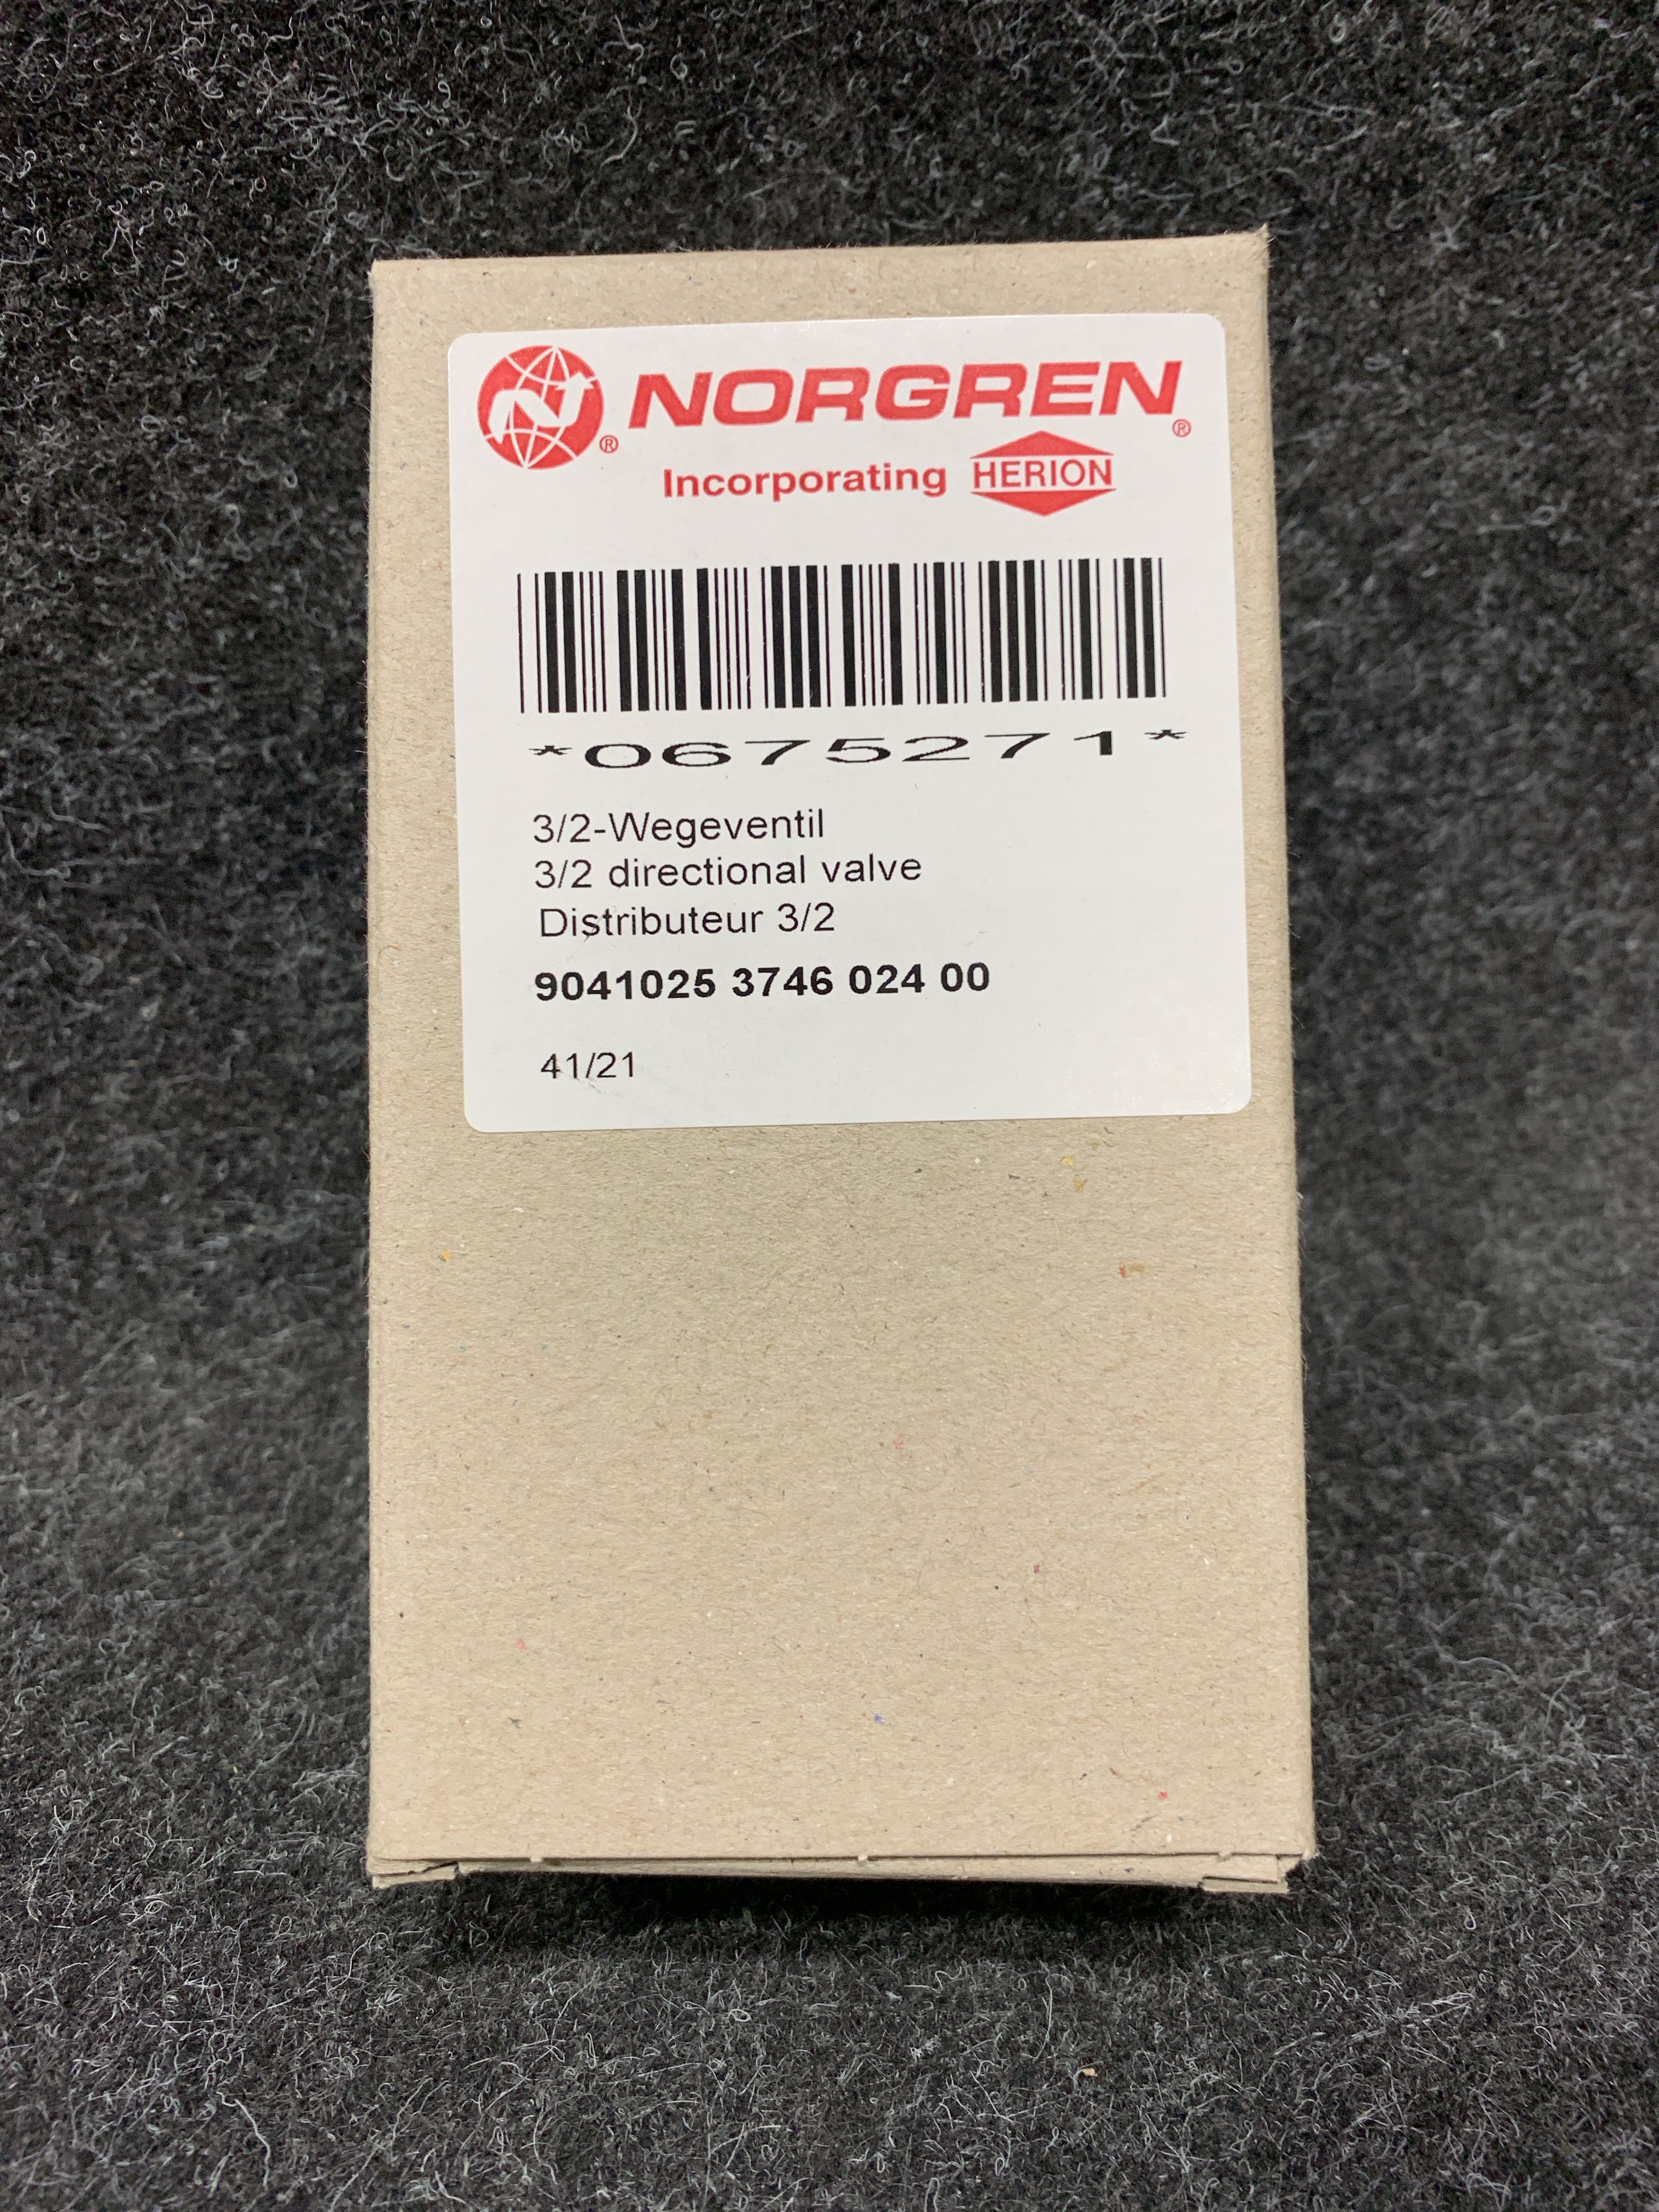 NORGREN®
®
Incorporating HERION
*0675271*
3/2-Wegeventil
3/2 directional valve
Distributeur 3/2
9041025 3746 024 00
41/21